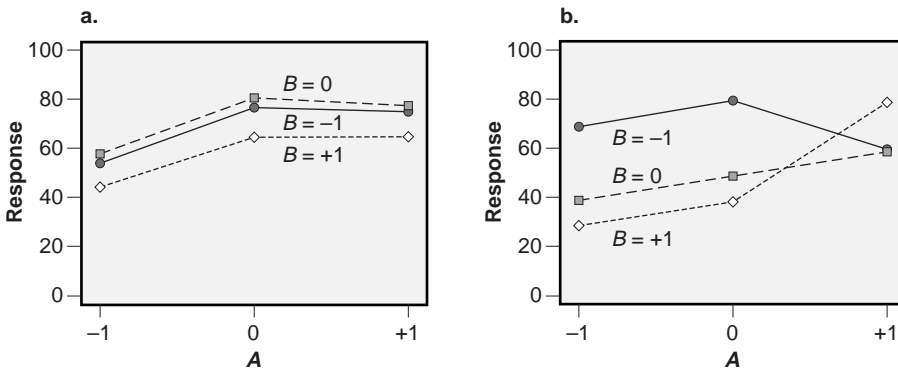 a.
100
80
60
40
20
0
Response
B = 0
B = –1
B = +1
–1
0
+1
A
b.
100
80
60
40
20
0
Response
B = –1
B = 0
B = +1
–1
0
+1
A